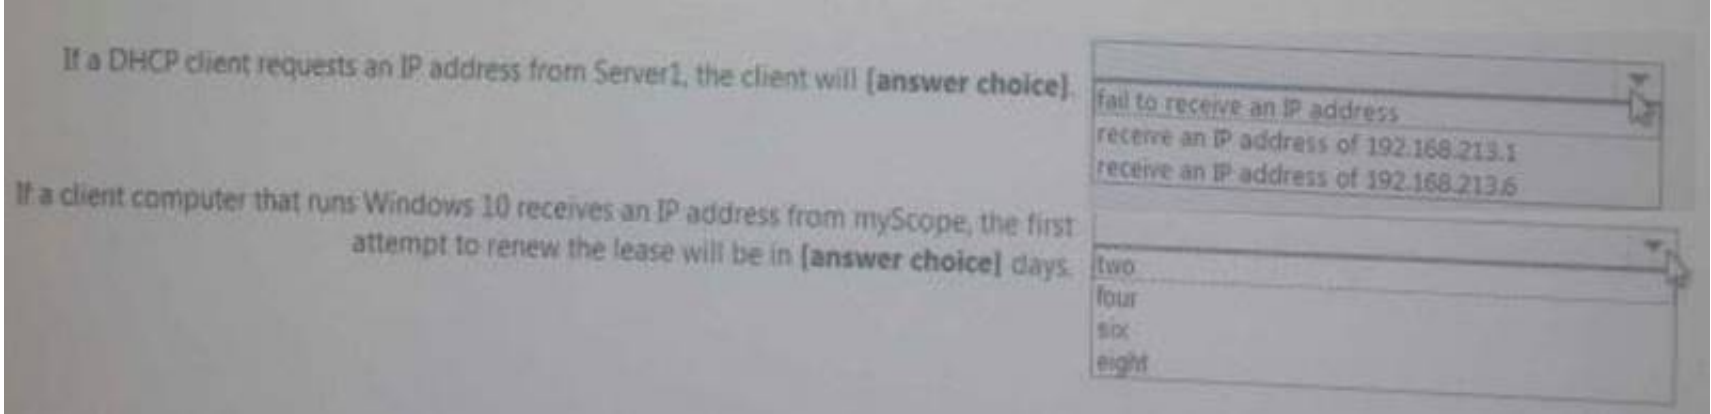 If a DHCP client requests an IP address from Server1, the client will [answer choice].
fail to receive an IP address
receive an IP address of 192.168.213.1
receive an IP address of 192.168.213.6
If a client computer that runs Windows 10 receives an IP address from myScope, the first
attempt to renew the lease will be in [answer choice] days.
two
four
six
eight